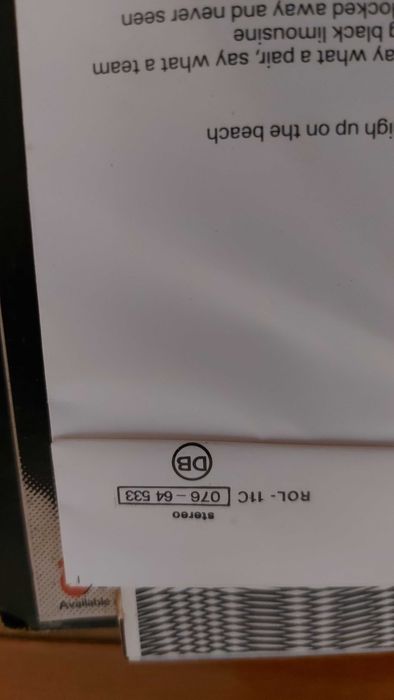 stereo
ROL - 11C 076 – 64 533
DB
igh up on the beach
ay what a pair, say what a team
g black limousine
ocked away and never seen
Available